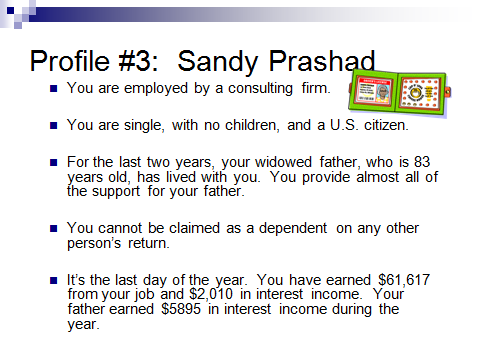 Profile #3:  Sandy Prashad
You are employed by a consulting firm.
You are single, with no children, and a U.S. citizen.
For the last two years, your widowed father, who is 83
years old, has lived with you.  You provide almost all of
the support for your father.
You cannot be claimed as a dependent on any other
person's return.
It's the last day of the year.  You have earned $61,617
from your job and $2,010 in interest income.  Your
father earned $5895 in interest income during the
year.